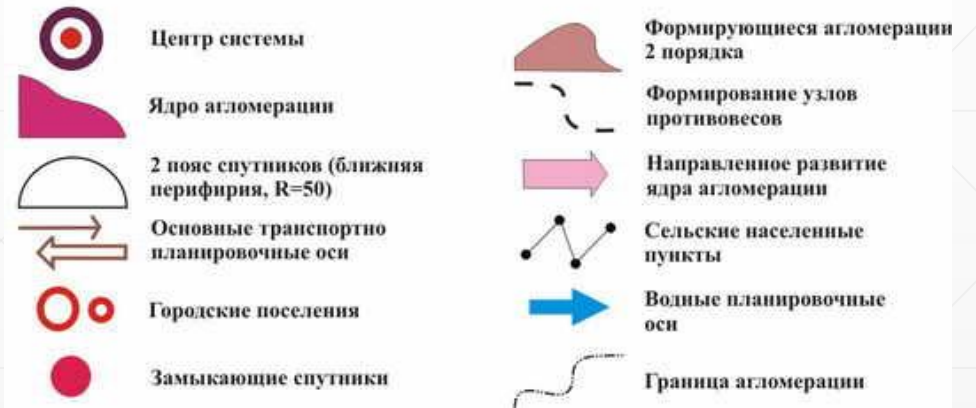 Центр системы
Ядро агломерации
2 пояс спутников (ближняя
перифирия, R=50)
Основные транспортно
планировочные оси
Городские поселения
Замыкающие спутники
Формирующиеся агломерации
2 порядка
Формирование узлов
противовесов
Направленное развитие
ядра агломерации
Сельские населенные
пункты
Водные планировочные
оси
Граница агломерации